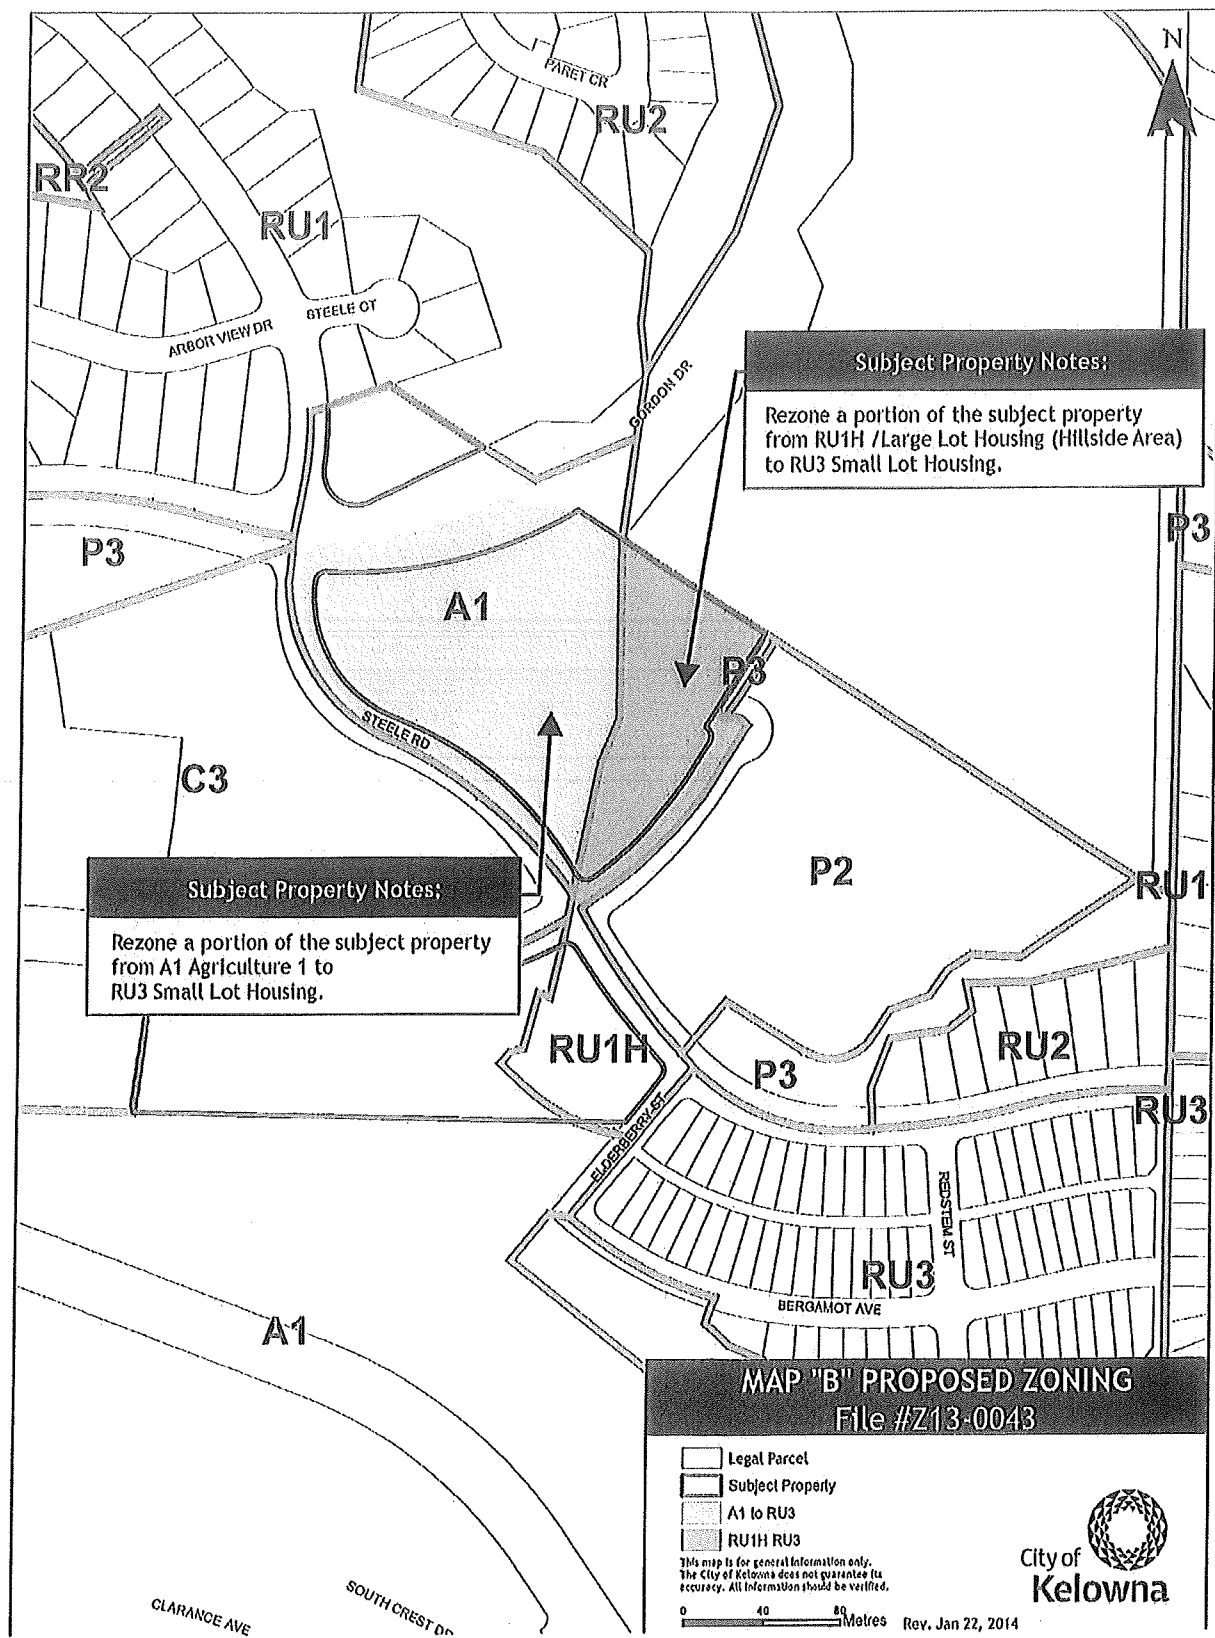 N
PARET CR
RU2
RR2
RU1
STEELE CT
ARBOR VIEW DR
GORDON DR
Subject Property Notes:
Rezone a portion of the subject property
from RU1H /Large Lot Housing (Hillside Area)
to RU3 Small Lot Housing.
P3
P3
A1
P3
STEELE RD
C3
P2
RU1
Subject Property Notes:
Rezone a portion of the subject property
from A1 Agriculture 1 to
RU3 Small Lot Housing.
RU1H
RU2
P3
RU3
ELDERBERRY ST
REDSTEM ST
RU3
BERGAMOT AVE
A1
MAP "B" PROPOSED ZONING
File #Z13-0043
Legal Parcel
Subject Property
A1 to RU3
RU1H RU3
This map is for general information only.
The City of Kelowna does not guarantee its
accuracy. All information should be verified.
0 40 80 Metres
Rev. Jan 22, 2014
City of
Kelowna
CLARANCE AVE
SOUTH CREST DR